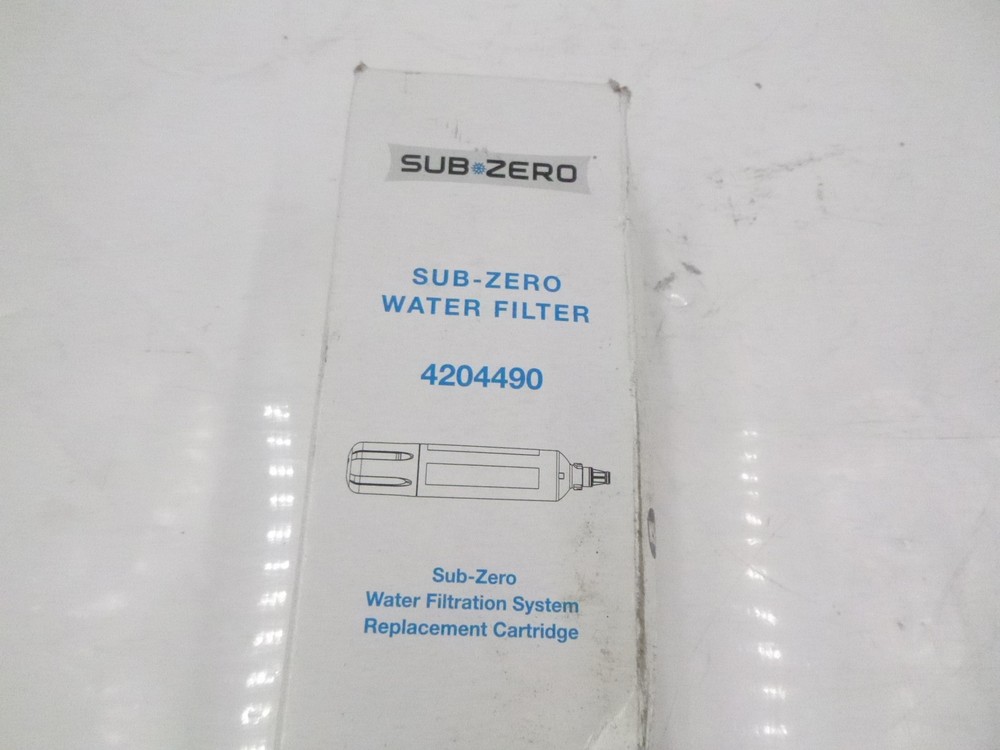 SUB ZERO
SUB-ZERO
WATER FILTER
4204490
Sub-Zero
Water Filtration System
Replacement Cartridge